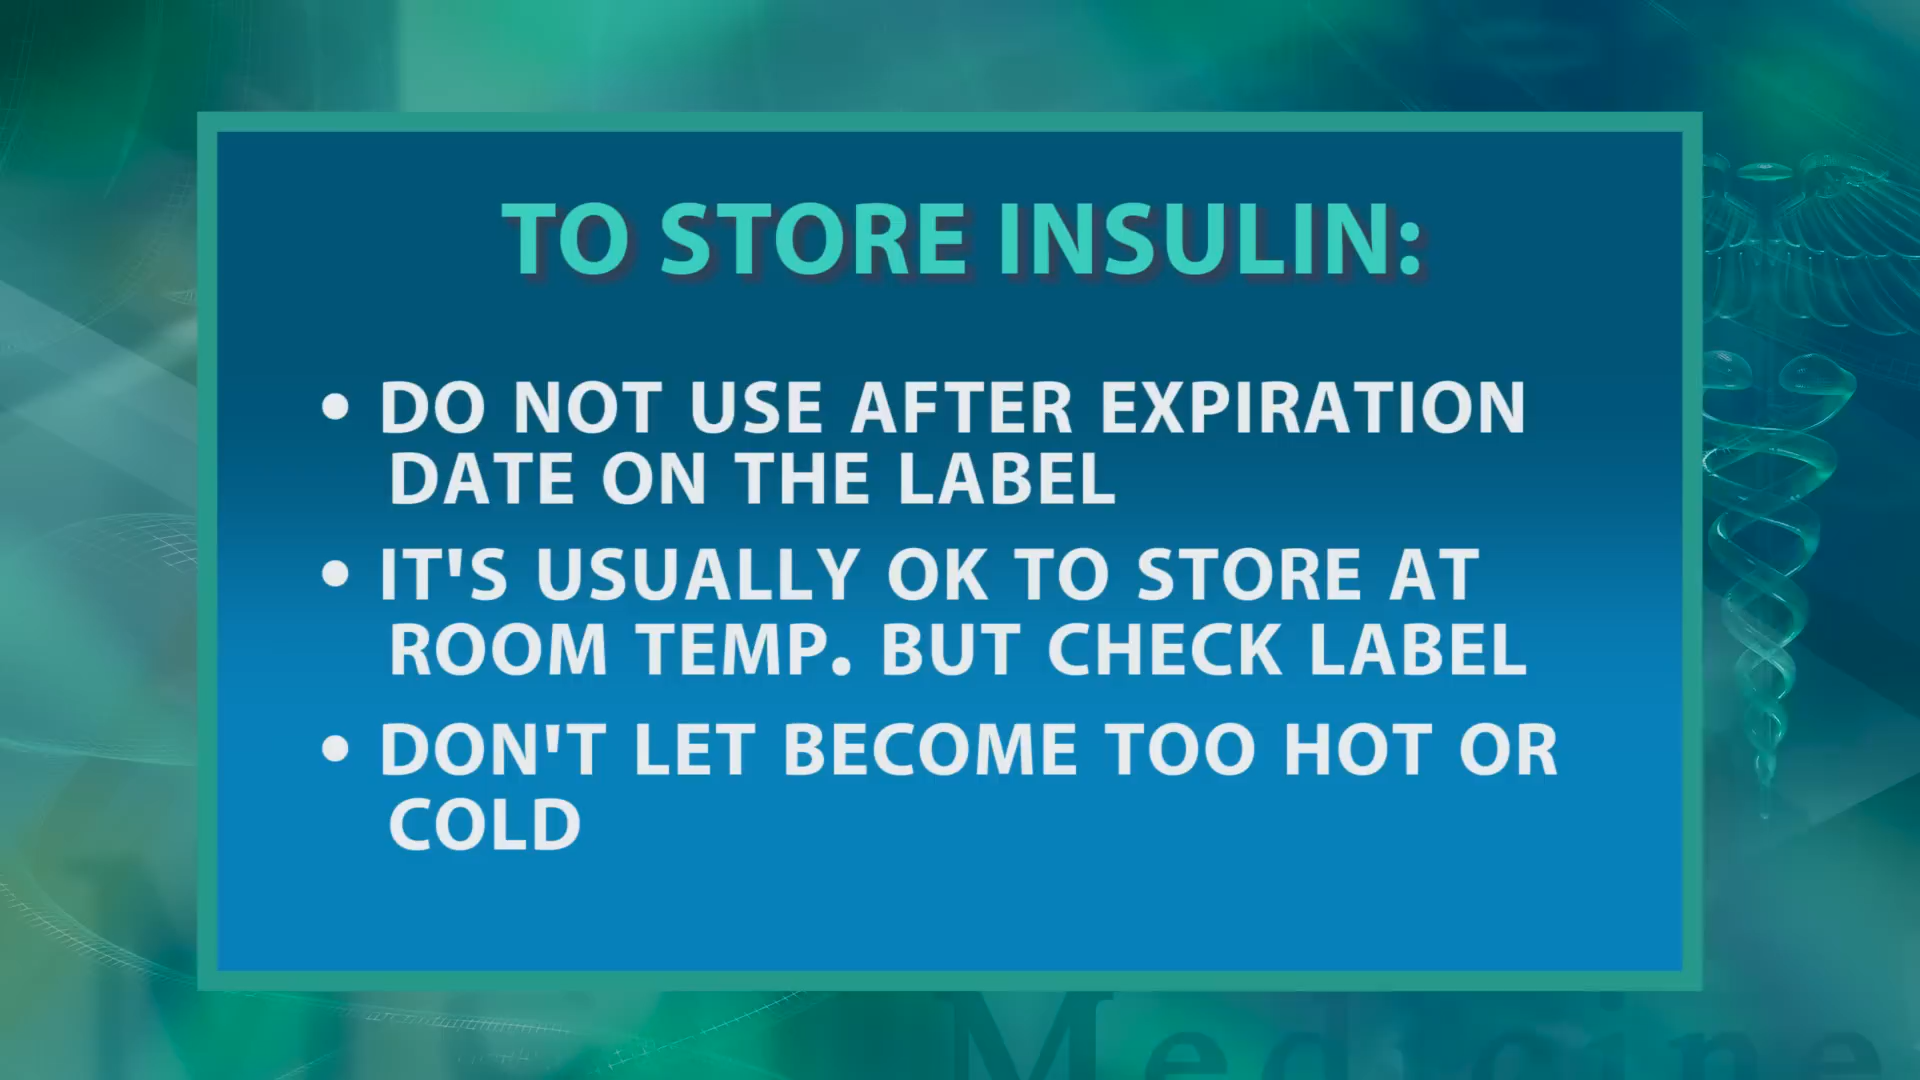 TO STORE INSULIN:
• DO NOT USE AFTER EXPIRATION
DATE ON THE LABEL
• IT'S USUALLY OK TO STORE AT
ROOM TEMP. BUT CHECK LABEL
• DON'T LET BECOME TOO HOT OR
COLD
Medicine